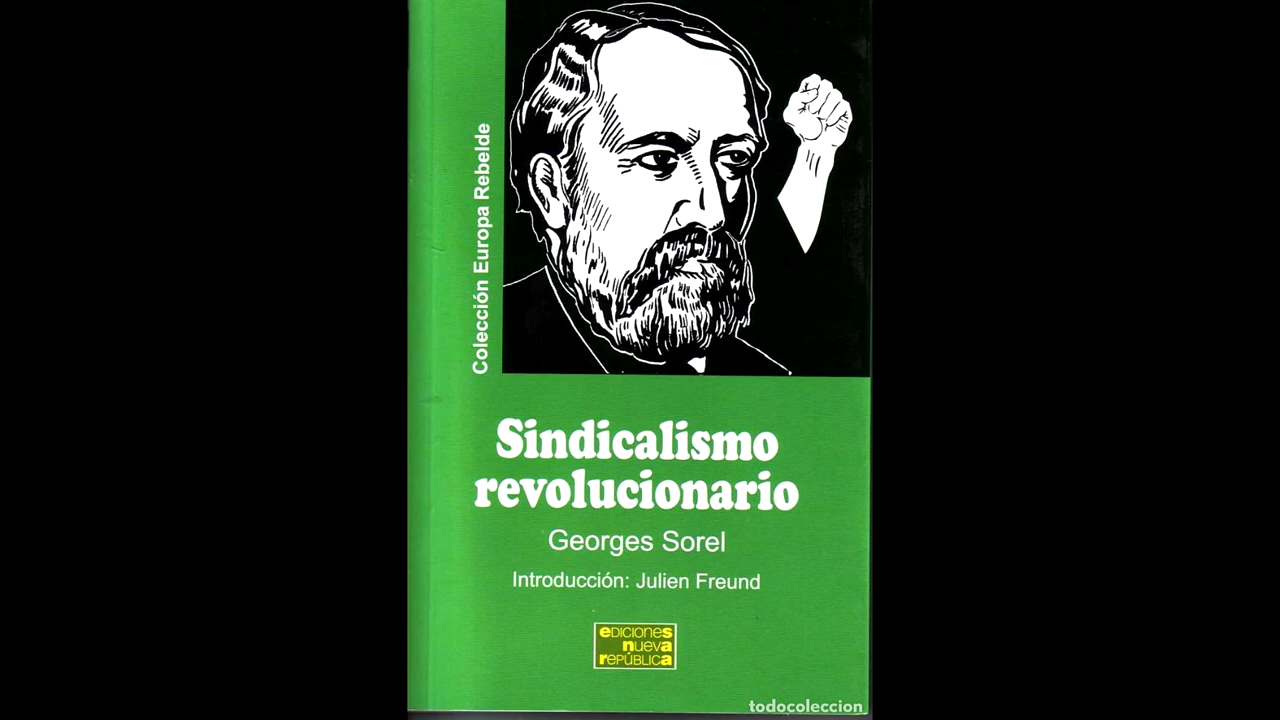 Colección Europa Rebelde
Sindicalismo
revolucionario
Georges Sorel
Introducción: Julien Freund
eDICIONES
nueva
rePÚBLICa
todocoleccion